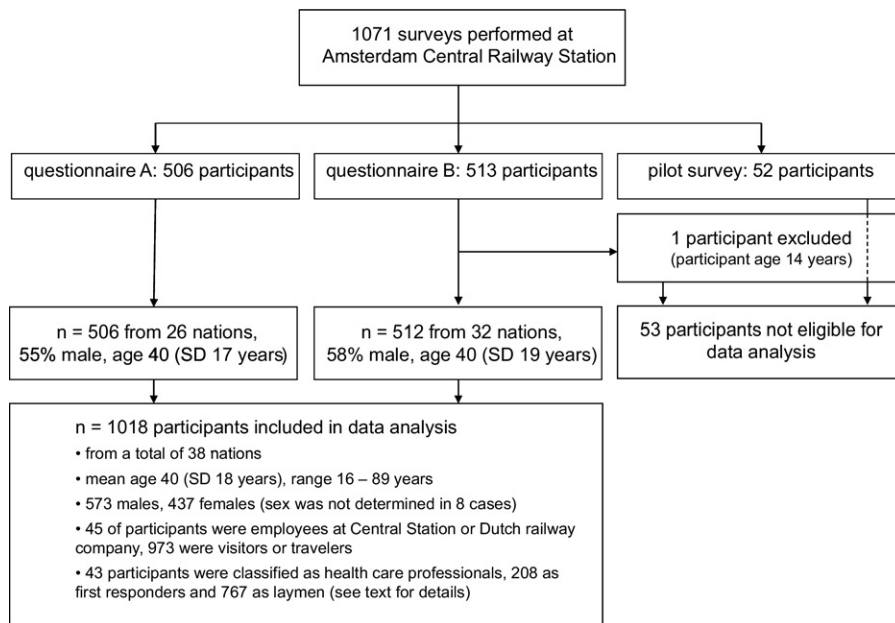 1071 surveys performed at
Amsterdam Central Railway Station
questionnaire A: 506 participants
questionnaire B: 513 participants
pilot survey: 52 participants
1 participant excluded
(participant age 14 years)
n = 506 from 26 nations,
55% male, age 40 (SD 17 years)
n = 512 from 32 nations,
58% male, age 40 (SD 19 years)
53 participants not eligible for
data analysis
n = 1018 participants included in data analysis
• from a total of 38 nations
• mean age 40 (SD 18 years), range 16 – 89 years
• 573 males, 437 females (sex was not determined in 8 cases)
• 45 of participants were employees at Central Station or Dutch railway
company, 973 were visitors or travelers
• 43 participants were classified as health care professionals, 208 as
first responders and 767 as laymen (see text for details)